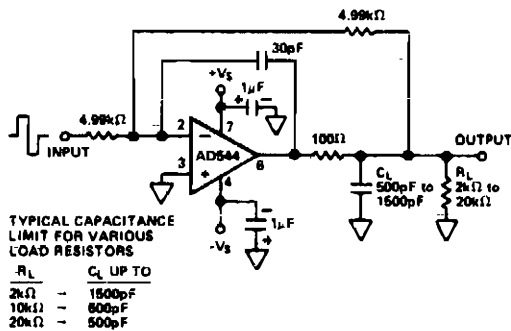 4.99kΩ
30pF
+VS
1µF
+ −
4.99kΩ
2 − 7
INPUT
AD544
6
100Ω
OUTPUT
3 +
4
CL
500pF to
1500pF
RL
2kΩ to
20kΩ
−
1µF
+
-VS
TYPICAL CAPACITANCE
LIMIT FOR VARIOUS
LOAD RESISTORS
RL CL UP TO
2kΩ – 1500pF
10kΩ – 600pF
20kΩ – 500pF